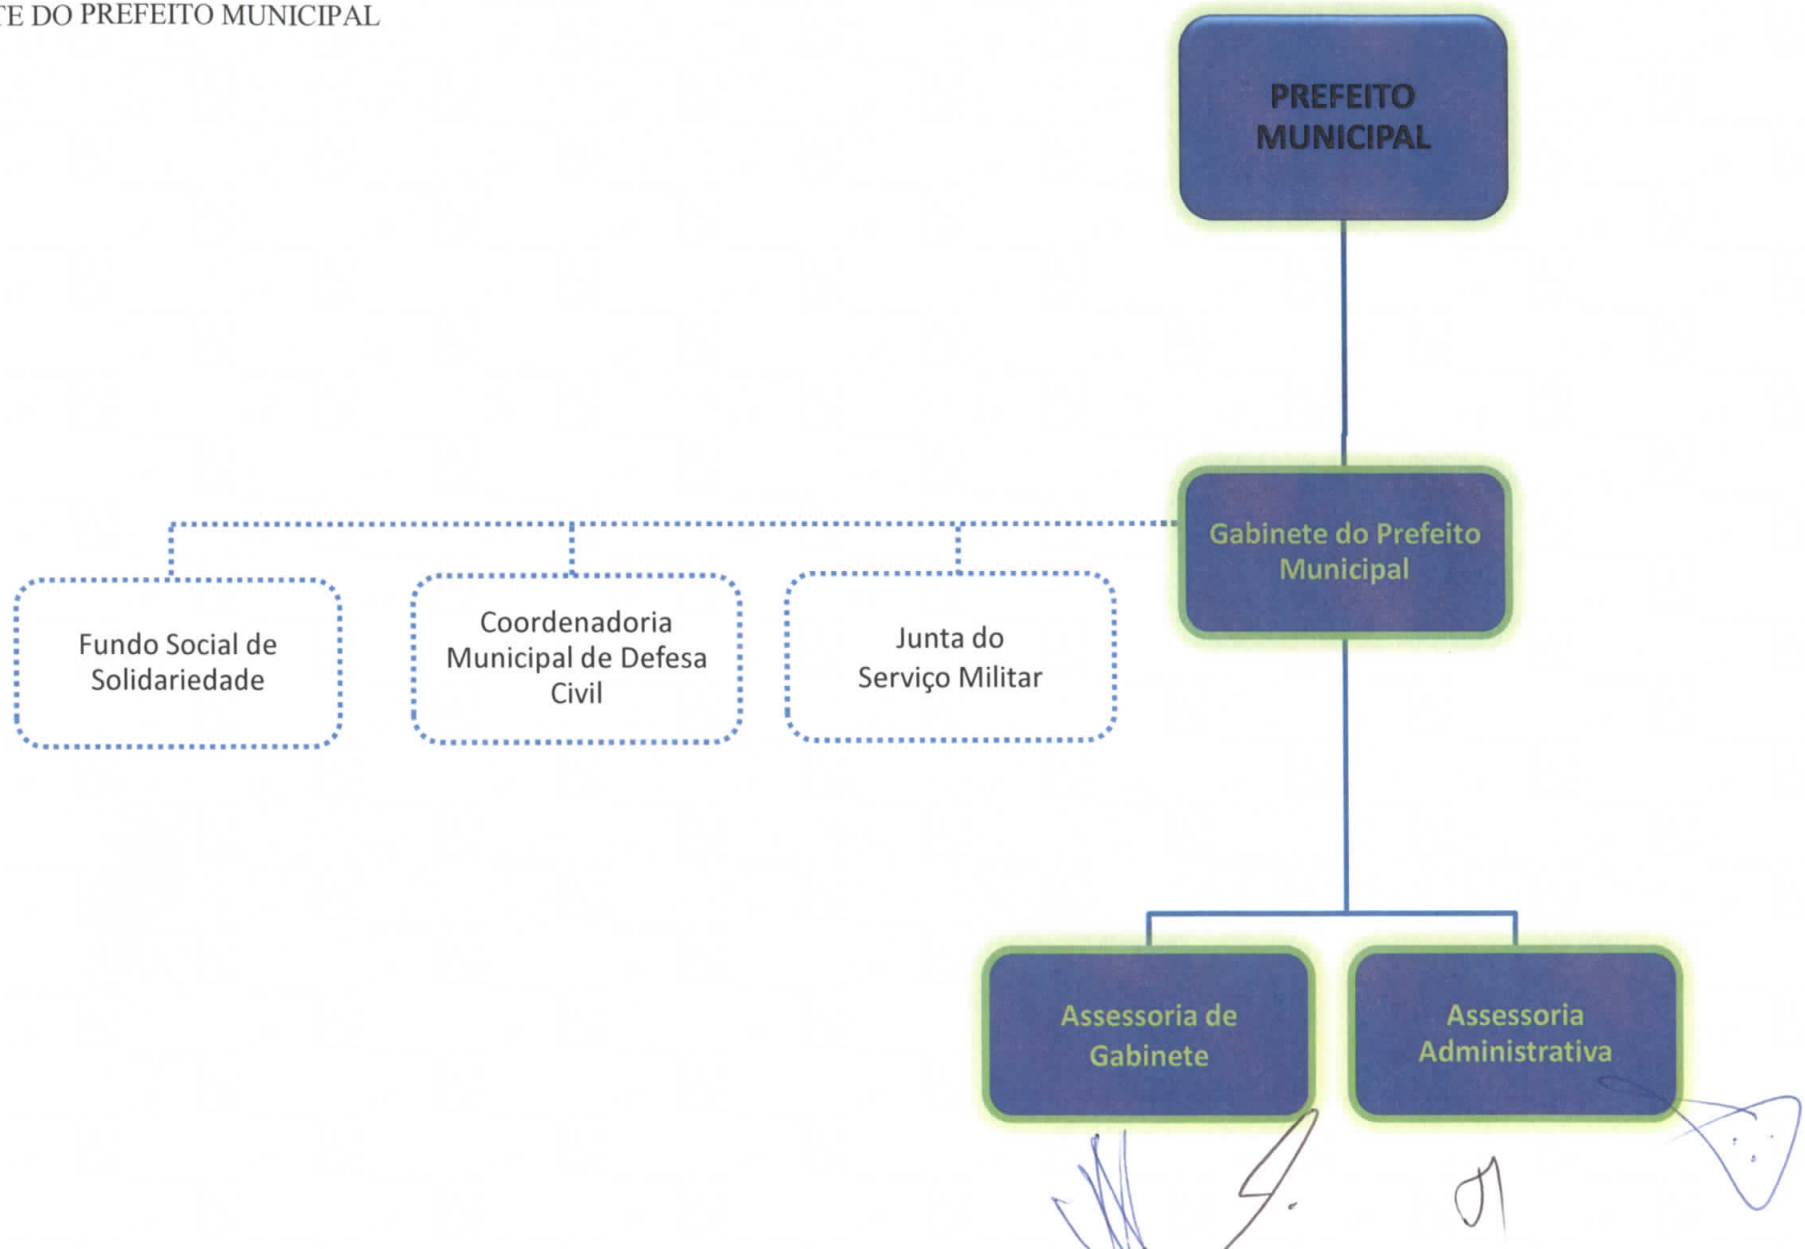 TE DO PREFEITO MUNICIPAL
PREFEITO
MUNICIPAL
Gabinete do Prefeito
Municipal
Fundo Social de
Solidariedade
Coordenadoria
Municipal de Defesa
Civil
Junta do
Serviço Militar
Assessoria de
Gabinete
Assessoria
Administrativa